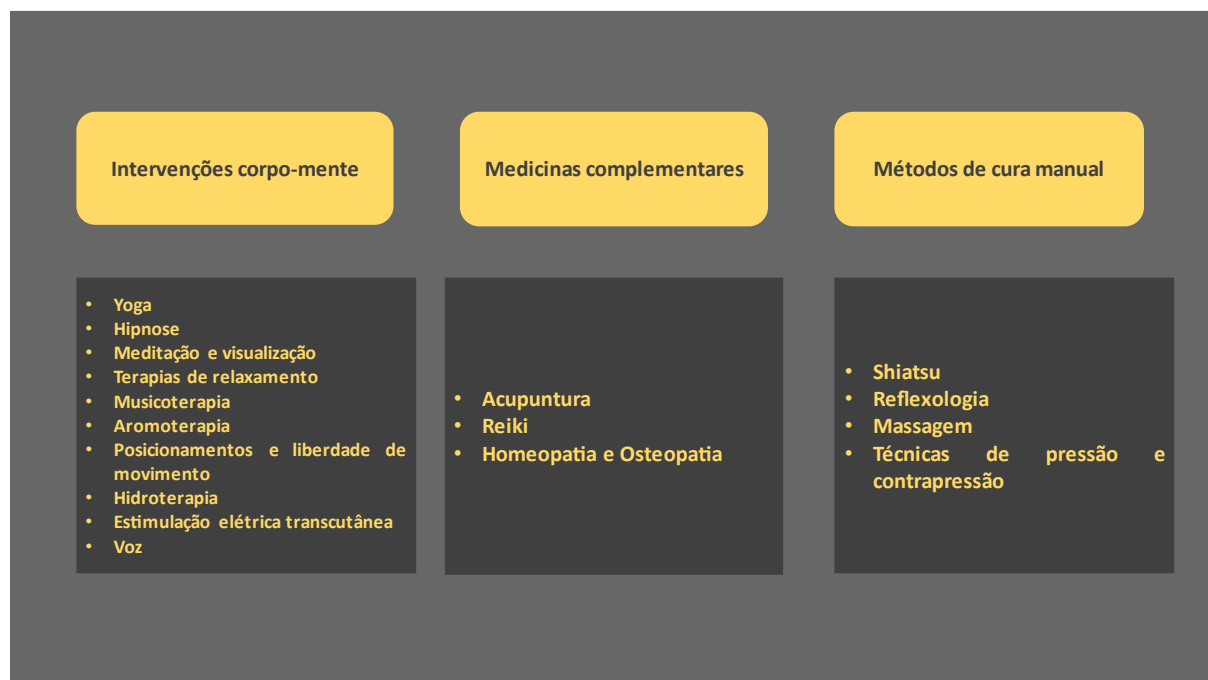 Intervenções corpo-mente
• Yoga
• Hipnose
• Meditação e visualização
• Terapias de relaxamento
• Musicoterapia
• Aromoterapia
• Posicionamentos e liberdade de
movimento
• Hidroterapia
• Estimulação elétrica transcutânea
• Voz
Medicinas complementares
• Acupuntura
• Reiki
• Homeopatia e Osteopatia
Métodos de cura manual
• Shiatsu
• Reflexologia
• Massagem
• Técnicas de pressão e
contrapressão